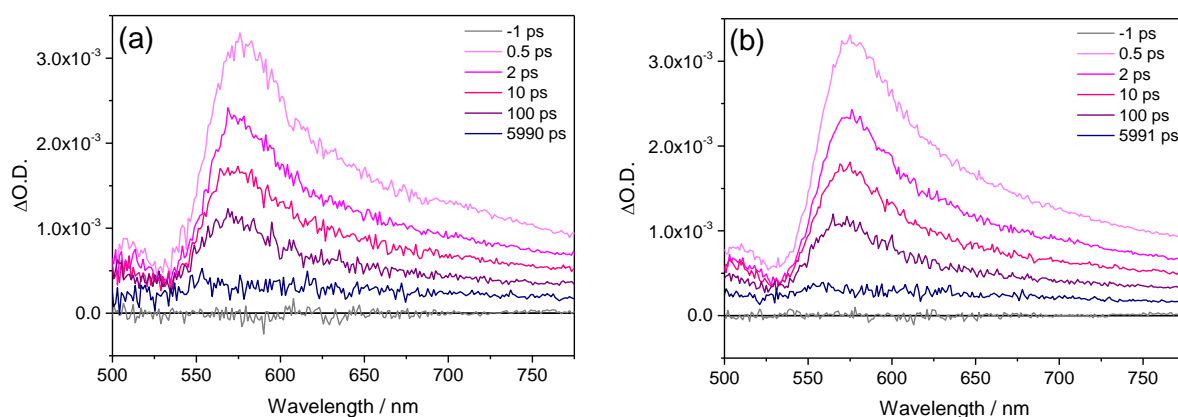 (a)
-1 ps
0.5 ps
2 ps
10 ps
100 ps
5990 ps
3.0x10⁻³
2.0x10⁻³
1.0x10⁻³
0.0
ΔO.D.
500 550 600 650 700 750
Wavelength / nm
(b)
-1 ps
0.5 ps
2 ps
10 ps
100 ps
5991 ps
3.0x10⁻³
2.0x10⁻³
1.0x10⁻³
0.0
ΔO.D.
500 550 600 650 700 750
Wavelength / nm